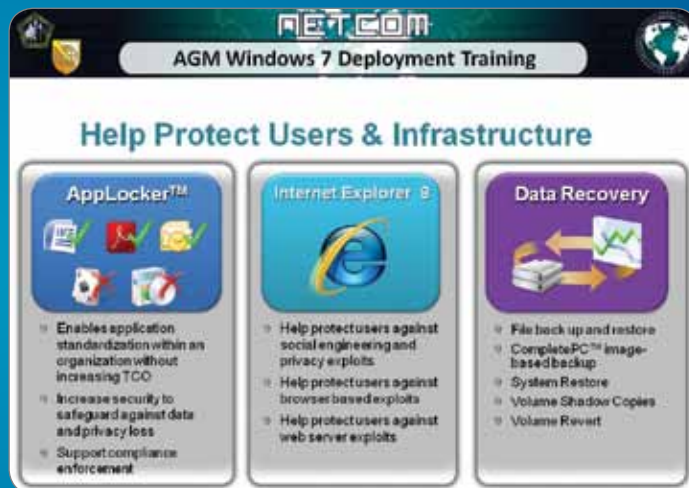 NETCOM
AGM Windows 7 Deployment Training
Help Protect Users & Infrastructure
AppLocker™
Enables application
standardization within an
organization without
increasing TCO
Increase security to
safeguard against data
and privacy loss
Support compliance
enforcement
Internet Explorer 8
Help protect users against
social engineering and
privacy exploits
Help protect users against
browser based exploits
Help protect users against
web server exploits
Data Recovery
File back up and restore
CompletePC™ image-
based backup
System Restore
Volume Shadow Copies
Volume Revert